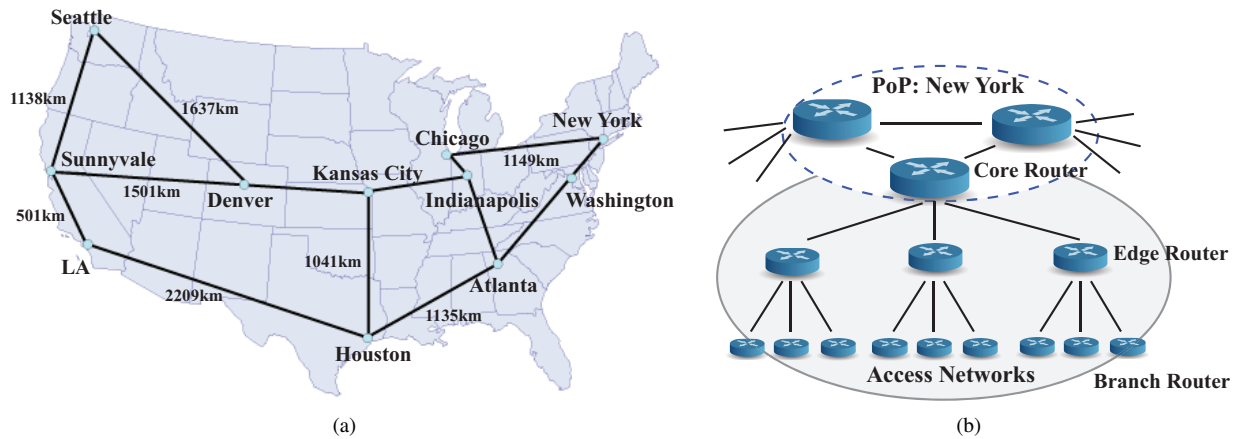 Seattle
1138km
1637km
Sunnyvale
1501km
Denver
501km
LA
2209km
Kansas City
1041km
Houston
1135km
Chicago
Indianapolis
New York
1149km
Washington
Atlanta
(a)
PoP: New York
Core Router
Edge Router
Access Networks
Branch Router
(b)